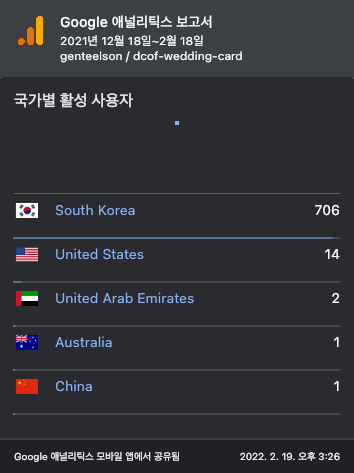 Google 애널리틱스 보고서
2021년 12월 18일~2월 18일
genteelson / dcof-wedding-card
국가별 활성 사용자
South Korea 706
United States 14
United Arab Emirates 2
Australia 1
China 1
Google 애널리틱스 모바일 앱에서 공유됨 2022. 2. 19. 오후 3:26